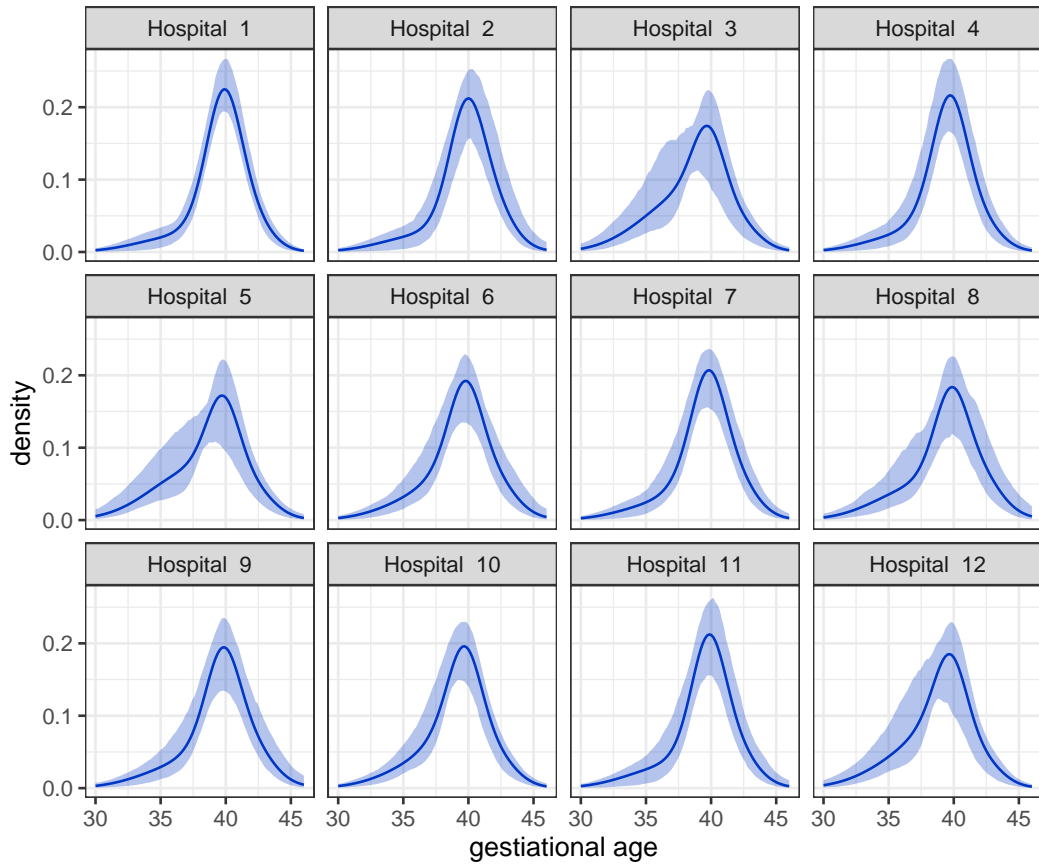 Hospital 1
Hospital 2
Hospital 3
Hospital 4
0.2
0.1
0.0
Hospital 5
Hospital 6
Hospital 7
Hospital 8
density
0.2
0.1
0.0
Hospital 9
Hospital 10
Hospital 11
Hospital 12
0.2
0.1
0.0
30 35 40 45
30 35 40 45
30 35 40 45
30 35 40 45
gestiational age